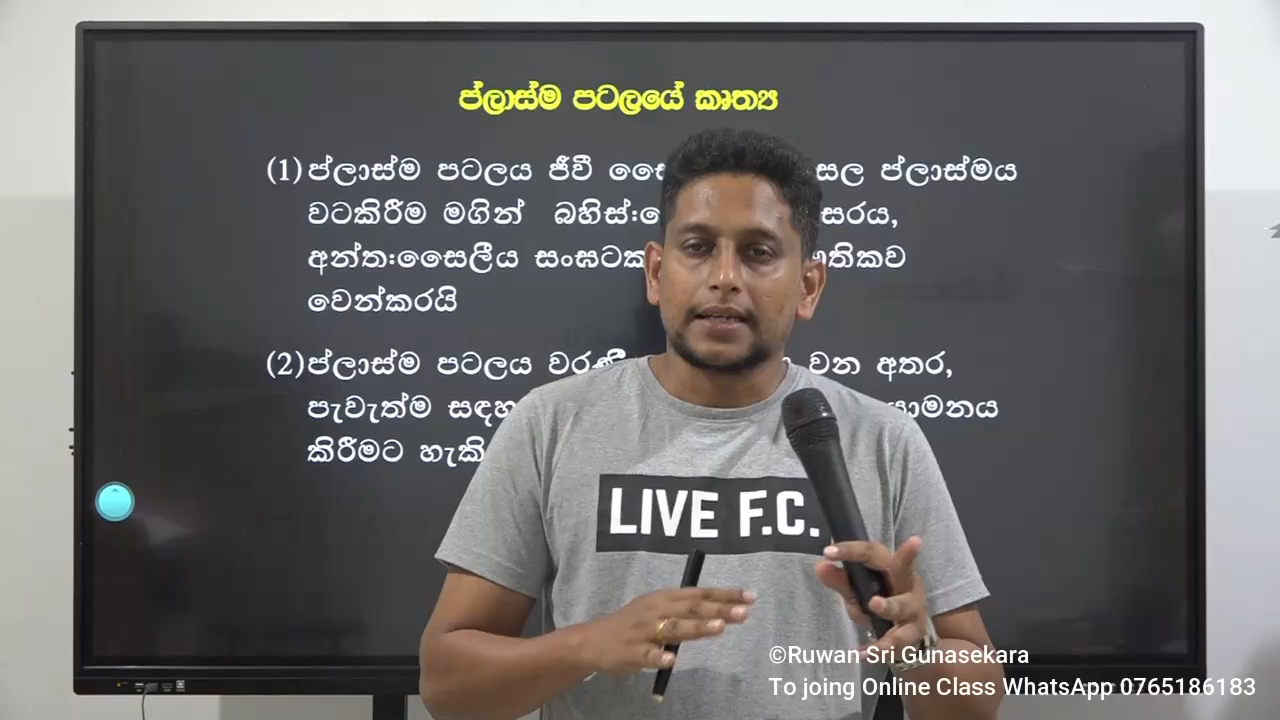 ප්ලාස්ම පටලයේ කෘත්‍ය
(1) ප්ලාස්ම පටලය ජීවී සෛ සල ප්ලාස්මය
වටකිරීම මගින් බහිස්ඃ සරය,
අන්තඃසෛලීය සංඝටක තිකව
වෙන්කරයි
(2) ප්ලාස්ම පටලය වරණී වන අතර,
පැවැත්ම සඳහ යාමනය
කිරීමට හැකි
LIVE F.C.
©Ruwan Sri Gunasekara
To joing Online Class WhatsApp 0765186183